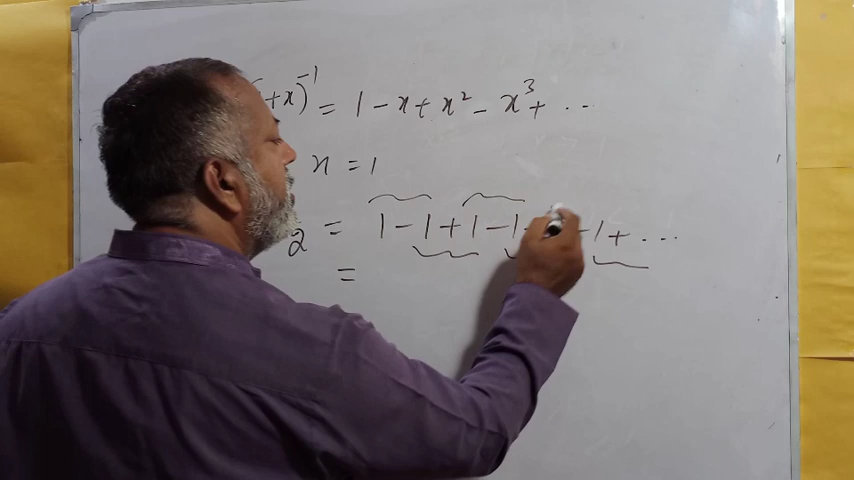 +x)⁻¹ = 1 - x + x² - x³ + ...
x = 1
2 = 1 - 1 + 1 - 1 - 1 + ...
=